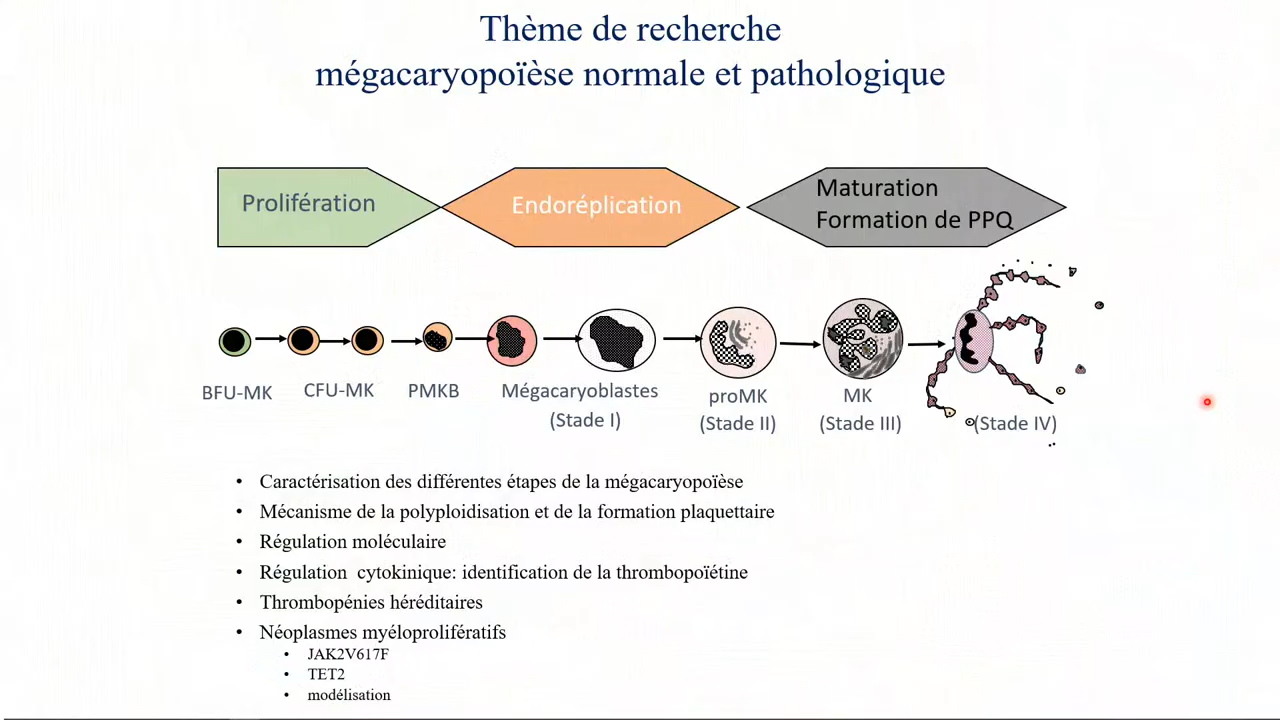 Thème de recherche
mégacaryopoïèse normale et pathologique
Prolifération
Endoréplication
Maturation
Formation de PPQ
BFU-MK
CFU-MK
PMKB
Mégacaryoblastes
(Stade I)
proMK
(Stade II)
MK
(Stade III)
(Stade IV)
• Caractérisation des différentes étapes de la mégacaryopoïèse
• Mécanisme de la polyploidisation et de la formation plaquettaire
• Régulation moléculaire
• Régulation  cytokinique: identification de la thrombopoïétine
• Thrombopénies héréditaires
• Néoplasmes myéloprolifératifs
• JAK2V617F
• TET2
• modélisation